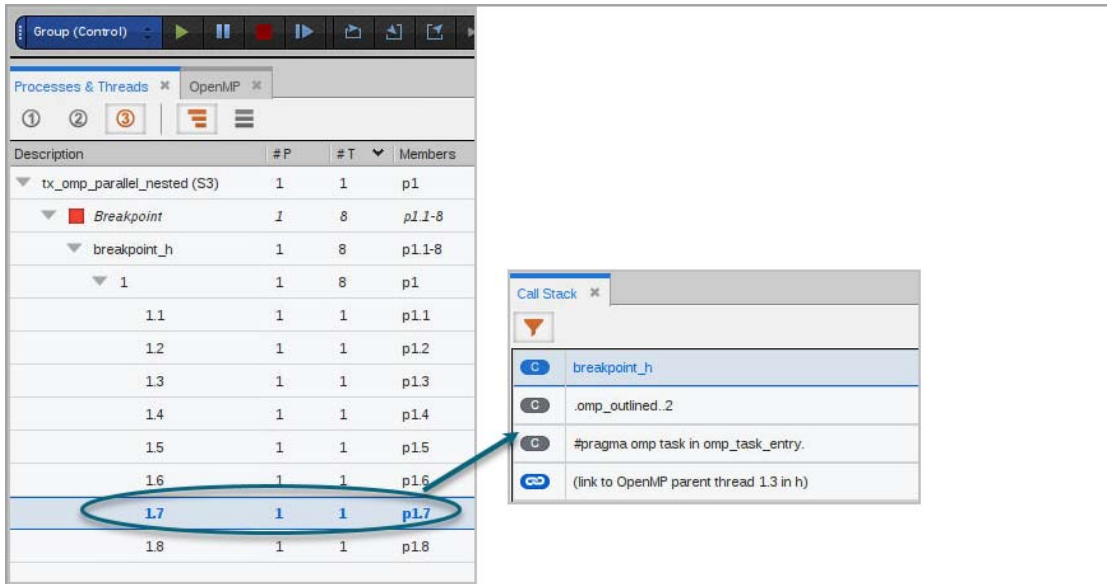 Group (Control)
Processes & Threads
OpenMP
1 2 3
Description #P #T Members
tx_omp_parallel_nested (S3) 1 1 p1
Breakpoint 1 8 p1.1-8
breakpoint_h 1 8 p1.1-8
1 1 8 p1
1.1 1 1 p1.1
1.2 1 1 p1.2
1.3 1 1 p1.3
1.4 1 1 p1.4
1.5 1 1 p1.5
1.6 1 1 p1.6
1.7 1 1 p1.7
1.8 1 1 p1.8
Call Stack
C breakpoint_h
C .omp_outlined..2
C #pragma omp task in omp_task_entry.
(link to OpenMP parent thread 1.3 in h)